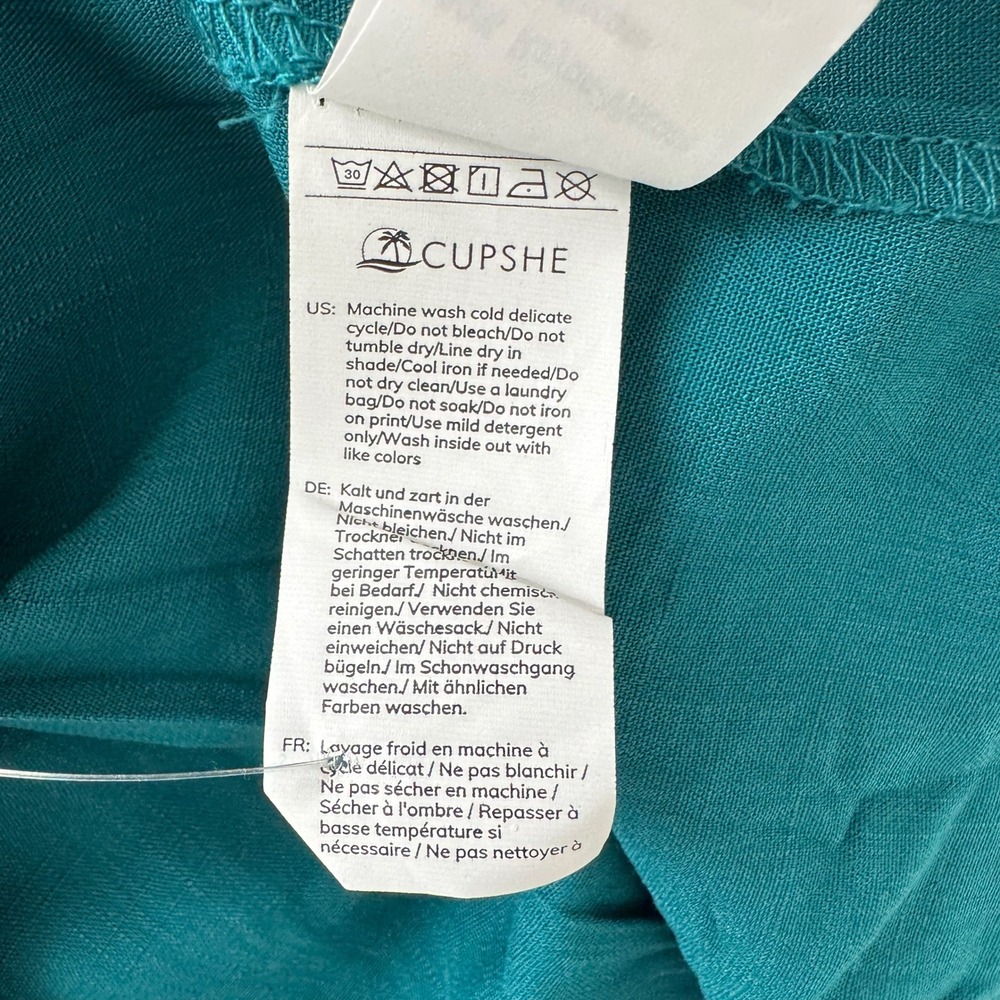 30
CUPSHE
US: Machine wash cold delicate
cycle/Do not bleach/Do not
tumble dry/Line dry in
shade/Cool iron if needed/Do
not dry clean/Use a laundry
bag/Do not soak/Do not iron
on print/Use mild detergent
only/Wash inside out with
like colors
DE: Kalt und zart in der
Maschinenwäsche waschen./
Nicht bleichen./ Nicht im
Schatten trocknen./ Im
geringer
bei Bedarf./ Nicht
reinigen./ Verwenden Sie
einen Wäschesack./ Nicht
einweichen/ Nicht auf Druck
bügeln./ Im Schonwaschgang
waschen./ Mit ähnlichen
Farben waschen.
FR: Lavage froid en machine à
cycle délicat / Ne pas blanchir /
Ne pas sécher en machine /
Sécher à l'ombre / Repasser à
basse température si
nécessaire / Ne pas nettoyer à